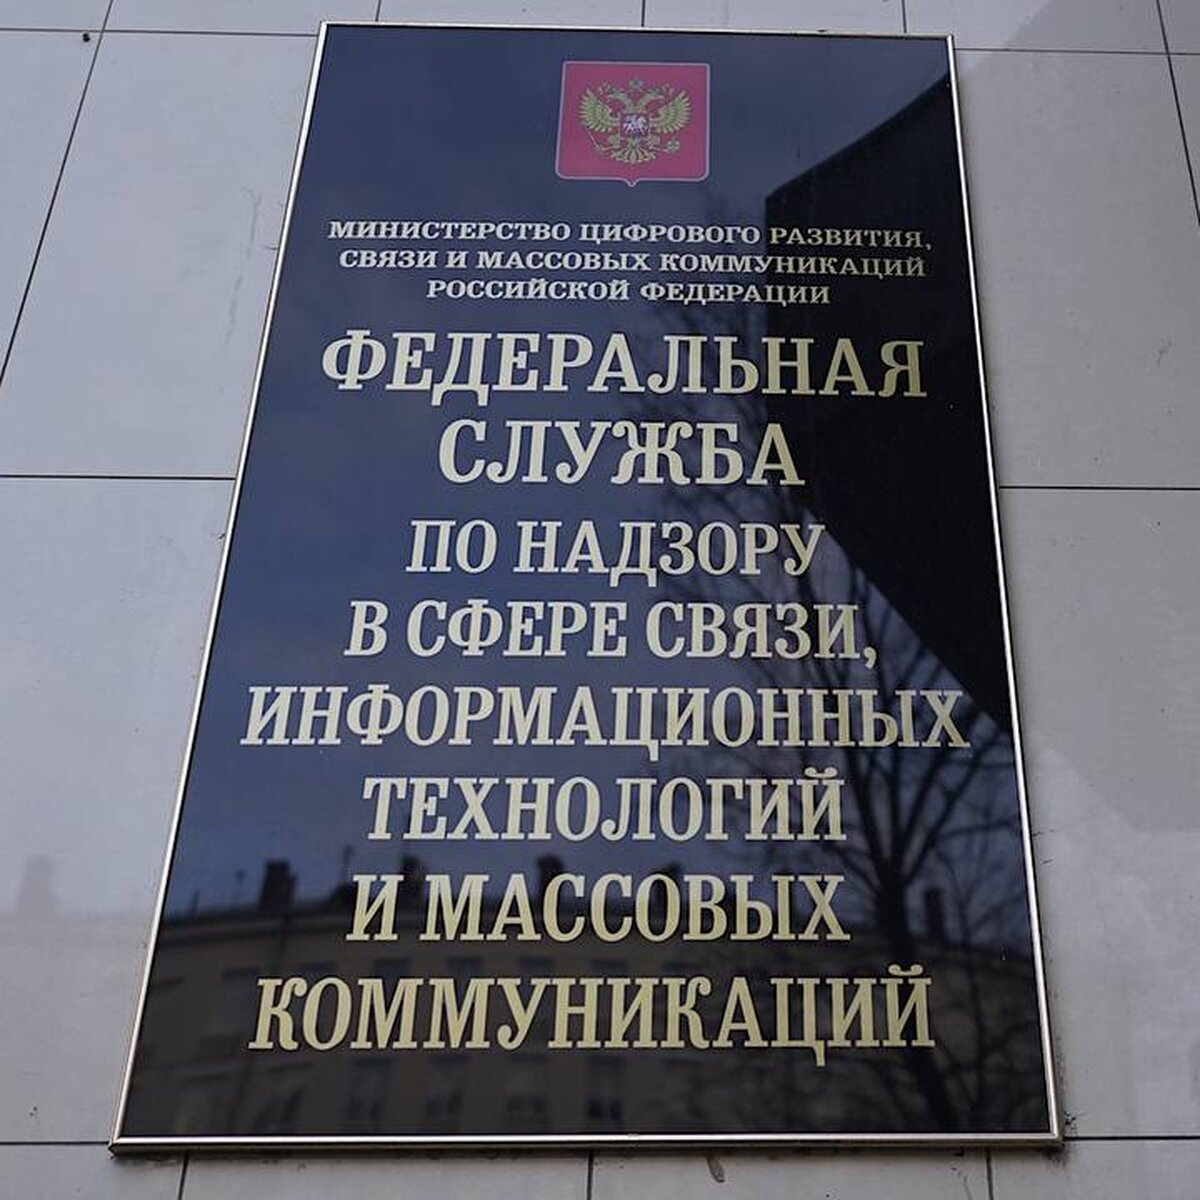 МИНИСТЕРСТВО ЦИФРОВОГО РАЗВИТИЯ,
СВЯЗИ И МАССОВЫХ КОММУНИКАЦИЙ
РОССИЙСКОЙ ФЕДЕРАЦИИ
ФЕДЕРАЛЬНАЯ
СЛУЖБА
ПО НАДЗОРУ
В СФЕРЕ СВЯЗИ,
ИНФОРМАЦИОННЫХ
ТЕХНОЛОГИЙ
И МАССОВЫХ
КОММУНИКАЦИЙ